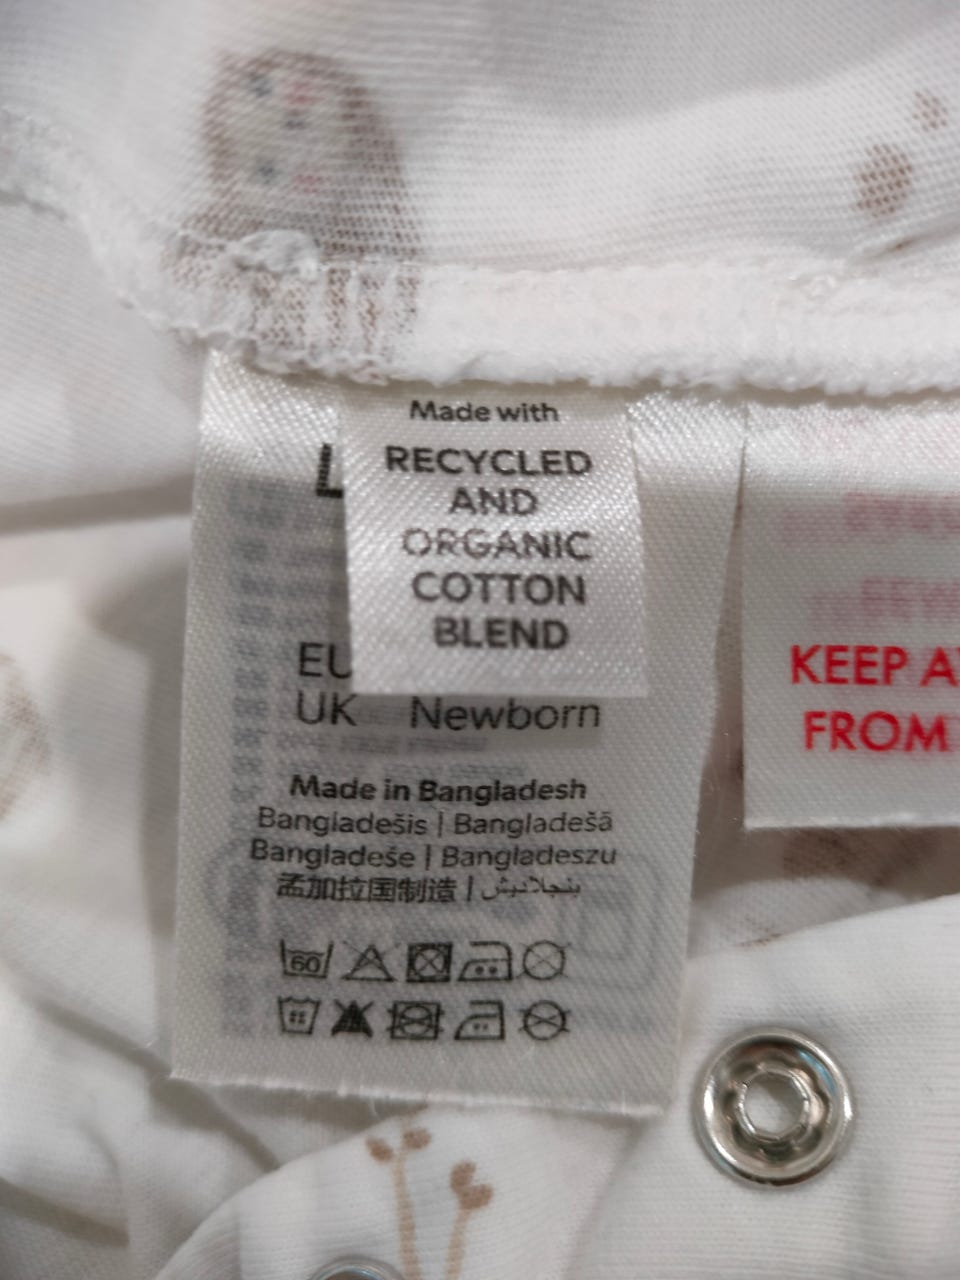 Made with
RECYCLED
AND
ORGANIC
COTTON
BLEND
EU
UK Newborn
Made in Bangladesh
Bangladešis | Bangladešā
Bangladeše | Bangladeszu
孟加拉国制造 | بنجلاديش
60
KEEP
FROM